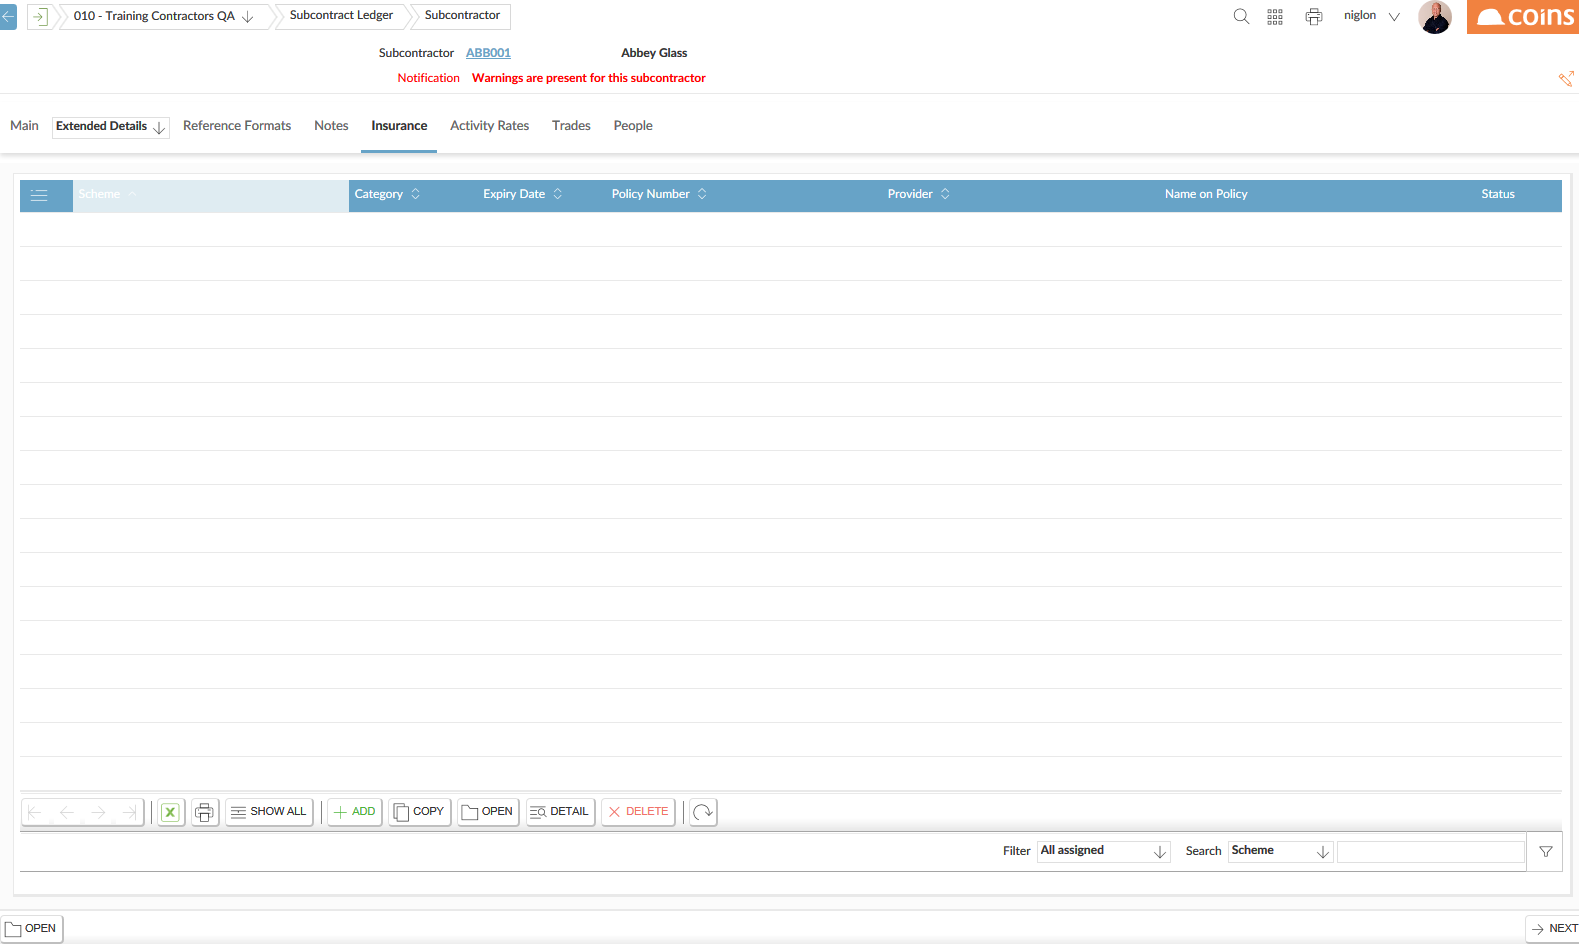 010 - Training Contractors QA
Subcontract Ledger
Subcontractor
niglon
coins
Subcontractor ABB001 Abbey Glass
Notification Warnings are present for this subcontractor
Main Extended Details Reference Formats Notes Insurance Activity Rates Trades People
Scheme Category Expiry Date Policy Number Provider Name on Policy Status
SHOW ALL ADD COPY OPEN DETAIL DELETE
Filter All assigned Search Scheme
OPEN NEXT